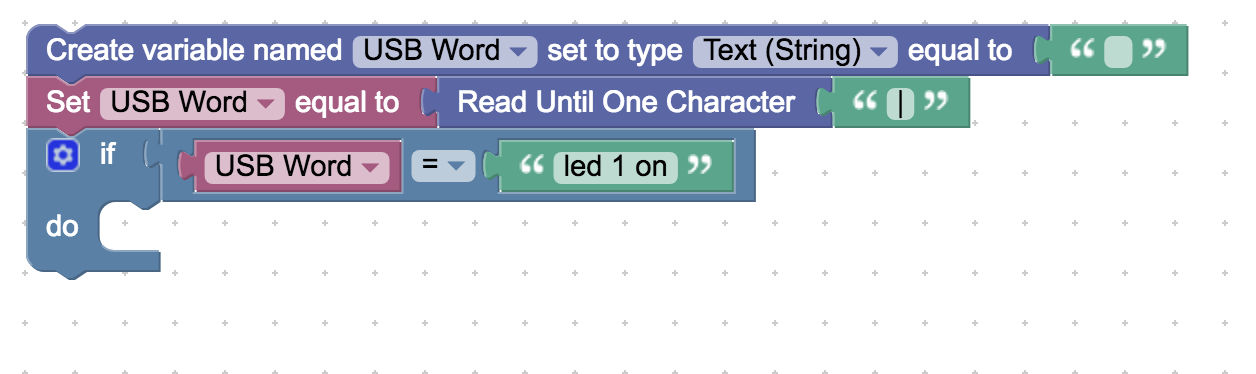 Create variable named USB Word set to type Text (String) equal to “ ”
Set USB Word equal to Read Until One Character “ | ”
if USB Word = “ led 1 on ”
do